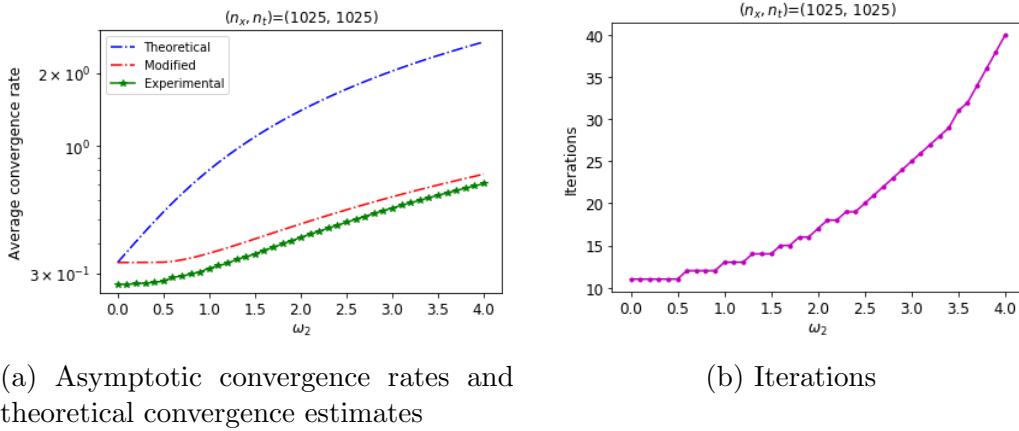 (n_x, n_t)=(1025, 1025)
Theoretical
Modified
Experimental
2 × 10^0
10^0
3 × 10^−1
Average convergence rate
0.0 0.5 1.0 1.5 2.0 2.5 3.0 3.5 4.0
ω_2
(a) Asymptotic convergence rates and
theoretical convergence estimates
(n_x, n_t)=(1025, 1025)
40
35
30
25
20
15
10
Iterations
0.0 0.5 1.0 1.5 2.0 2.5 3.0 3.5 4.0
ω_2
(b) Iterations